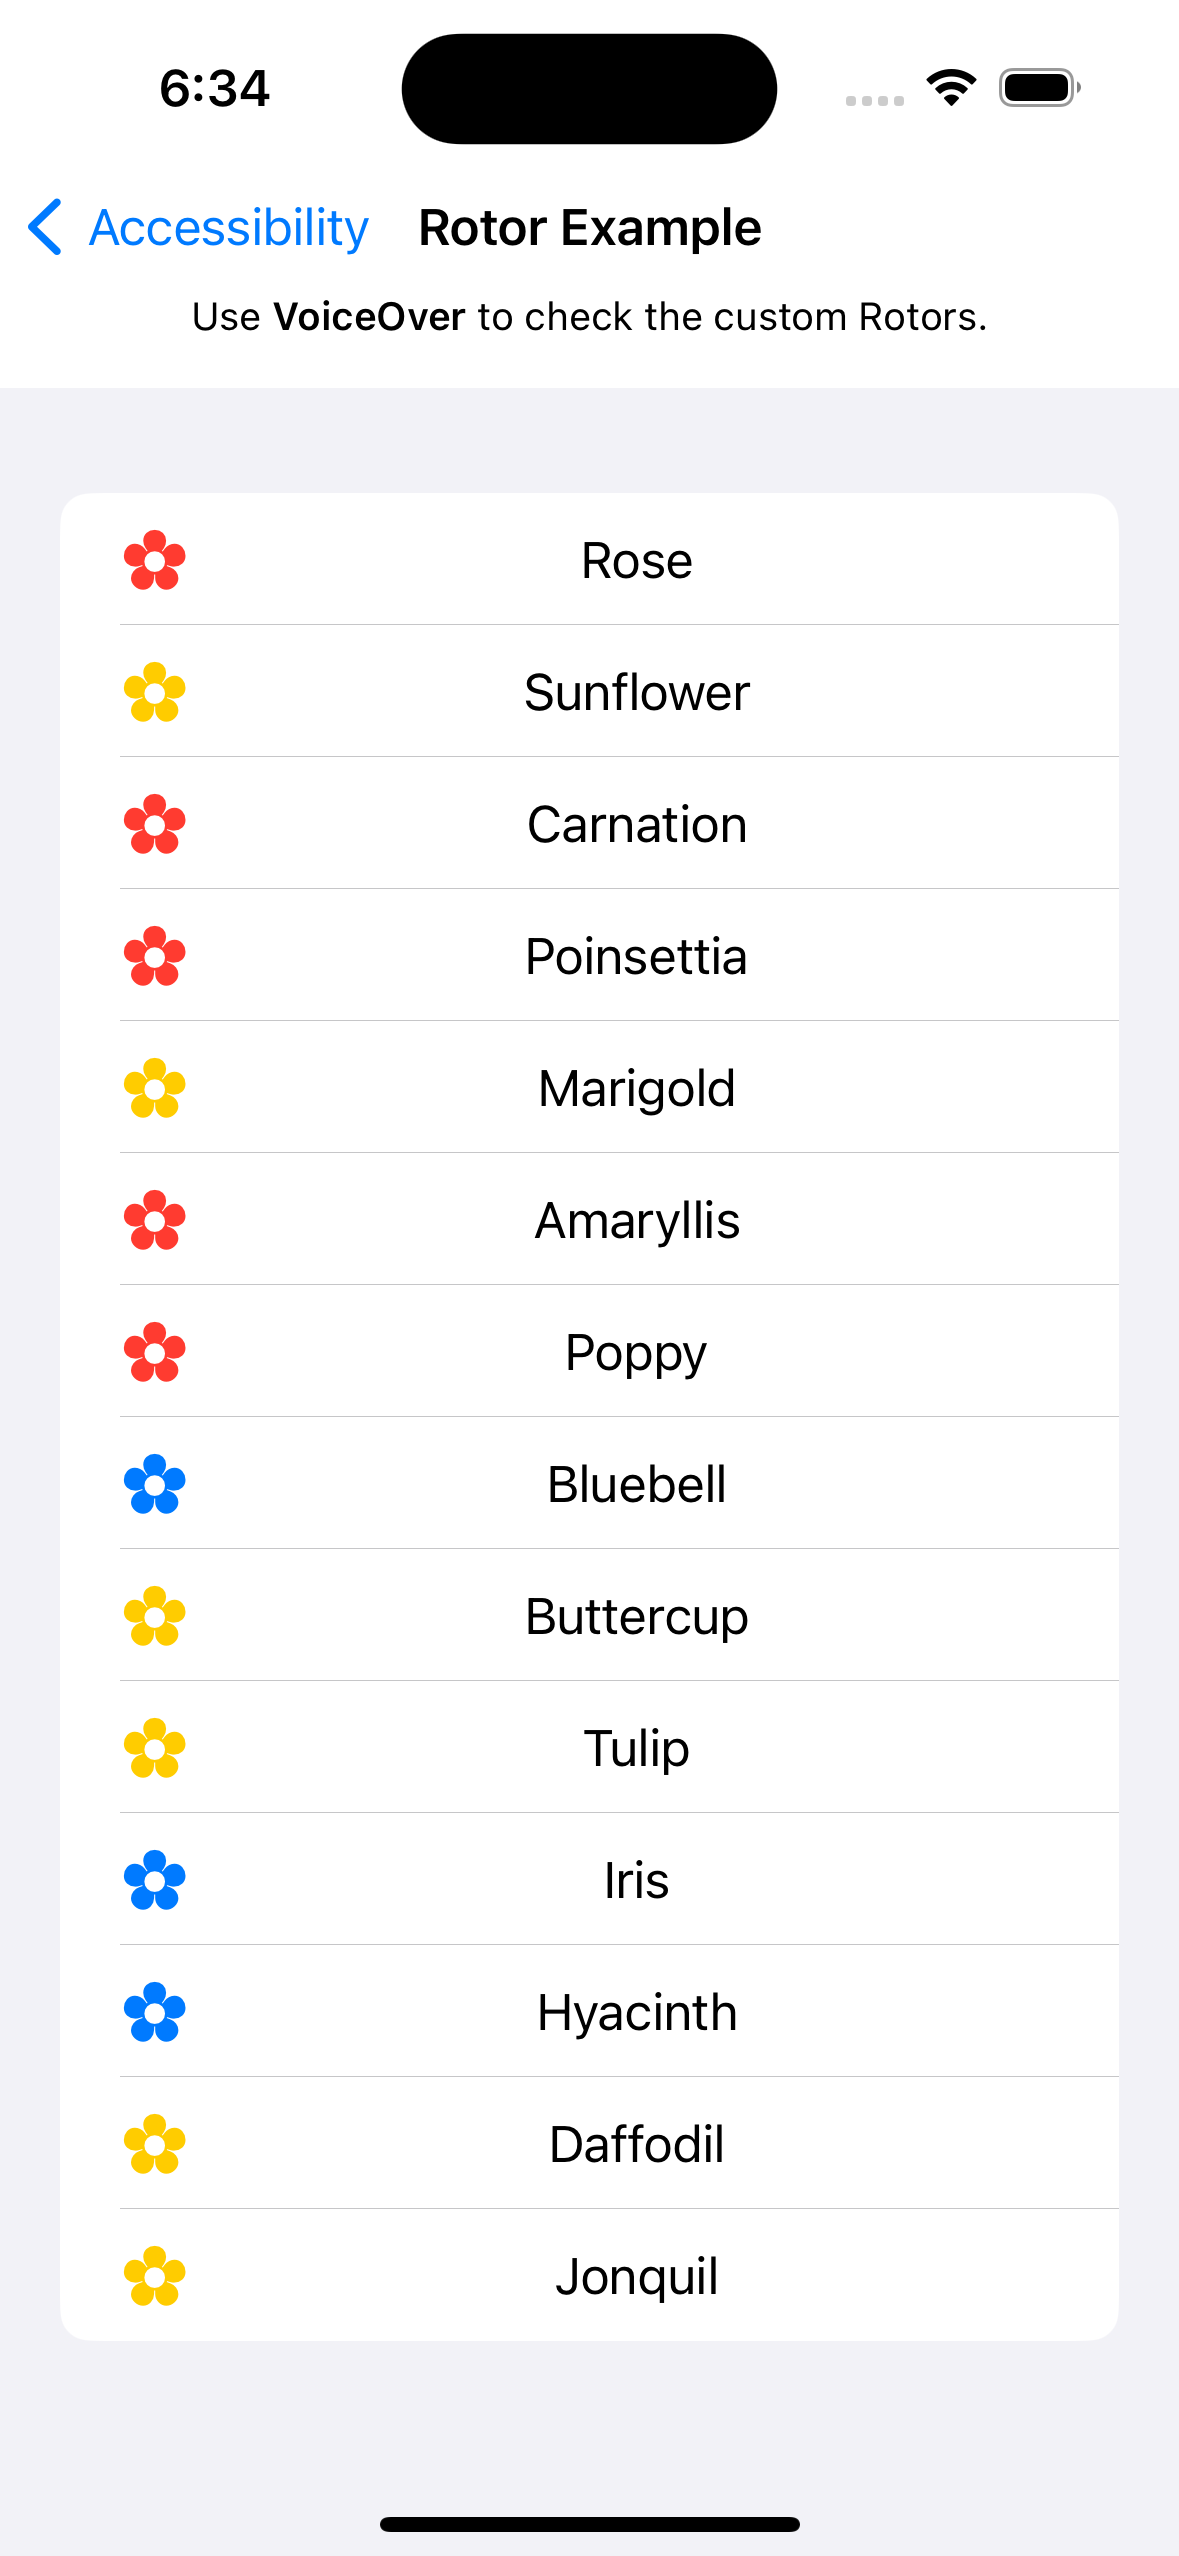 6:34
Accessibility Rotor Example
Use VoiceOver to check the custom Rotors.
Rose
Sunflower
Carnation
Poinsettia
Marigold
Amaryllis
Poppy
Bluebell
Buttercup
Tulip
Iris
Hyacinth
Daffodil
Jonquil